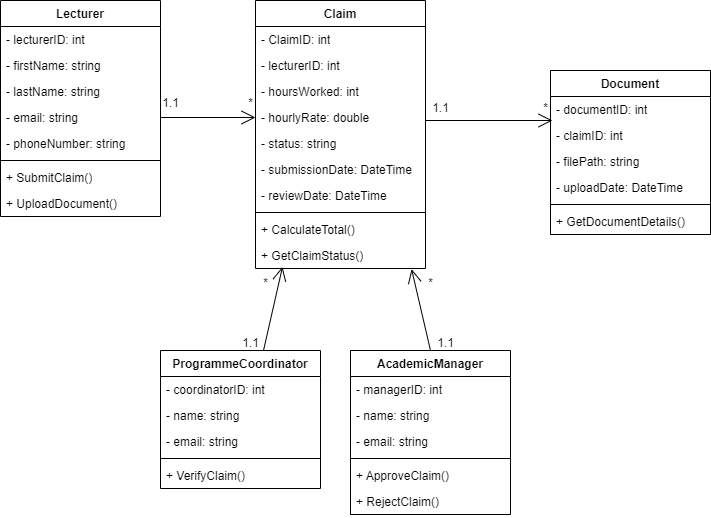 Lecturer
- lecturerID: int
- firstName: string
- lastName: string
- email: string
- phoneNumber: string
+ SubmitClaim()
+ UploadDocument()
1.1
*
Claim
- ClaimID: int
- lecturerID: int
- hoursWorked: int
- hourlyRate: double
- status: string
- submissionDate: DateTime
- reviewDate: DateTime
+ CalculateTotal()
+ GetClaimStatus()
1.1
*
Document
- documentID: int
- claimID: int
- filePath: string
- uploadDate: DateTime
+ GetDocumentDetails()
*
1.1
ProgrammeCoordinator
- coordinatorID: int
- name: string
- email: string
+ VerifyClaim()
*
1.1
AcademicManager
- managerID: int
- name: string
- email: string
+ ApproveClaim()
+ RejectClaim()